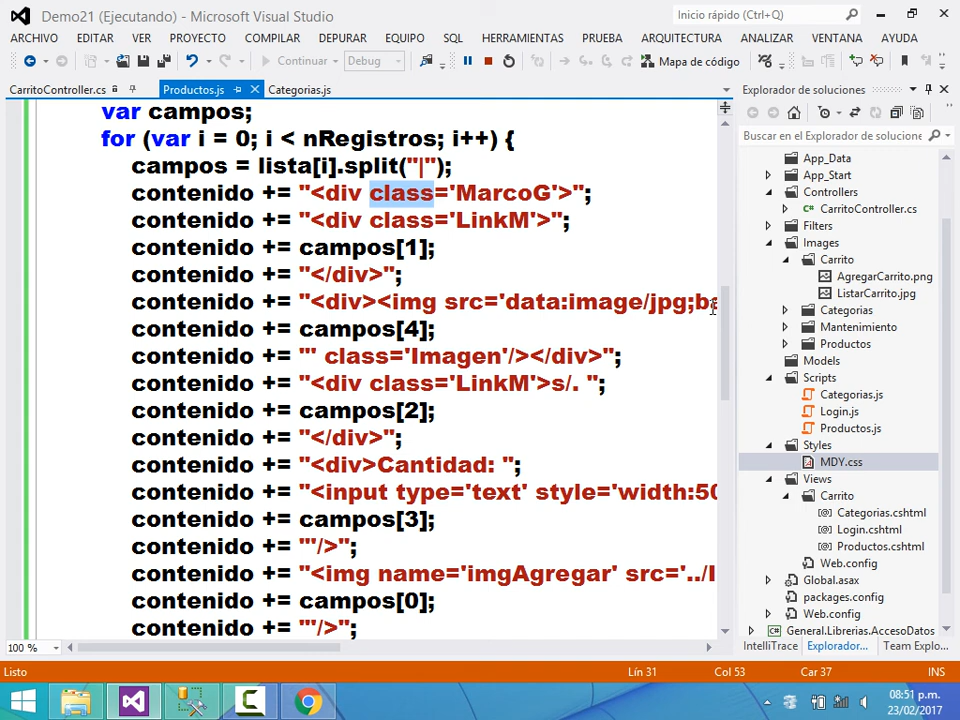 Demo21 (Ejecutando) - Microsoft Visual Studio
Inicio rápido (Ctrl+Q)
ARCHIVO EDITAR VER PROYECTO COMPILAR DEPURAR EQUIPO SQL HERRAMIENTAS PRUEBA ARQUITECTURA ANALIZAR VENTANA AYUDA
Continuar Debug Mapa de código
CarritoController.cs Productos.js Categorias.js
var campos;
for (var i = 0; i < nRegistros; i++) {
campos = lista[i].split("|");
contenido += "<div class='MarcoG'>";
contenido += "<div class='LinkM'>";
contenido += campos[1];
contenido += "</div>";
contenido += "<div><img src='data:image/jpg;ba
contenido += campos[4];
contenido += "' class='Imagen'/></div>";
contenido += "<div class='LinkM'>s/. ";
contenido += campos[2];
contenido += "</div>";
contenido += "<div>Cantidad: ";
contenido += "<input type='text' style='width:50
contenido += campos[3];
contenido += "'/>";
contenido += "<img name='imgAgregar' src='../I
contenido += campos[0];
contenido += "'/>";
100 %
Explorador de soluciones
Buscar en el Explorador de solucione
App_Data
App_Start
Controllers
CarritoController.cs
Filters
Images
Carrito
AgregarCarrito.png
ListarCarrito.jpg
Categorias
Mantenimiento
Productos
Models
Scripts
Categorias.js
Login.js
Productos.js
Styles
MDY.css
Views
Carrito
Categorias.cshtml
Login.cshtml
Productos.cshtml
Web.config
Global.asax
packages.config
Web.config
General.Librerias.AccesoDatos
IntelliTrace Explorador... Team Explo...
Listo Lín 31 Col 53 Car 37 INS
08:51 p.m.
23/02/2017